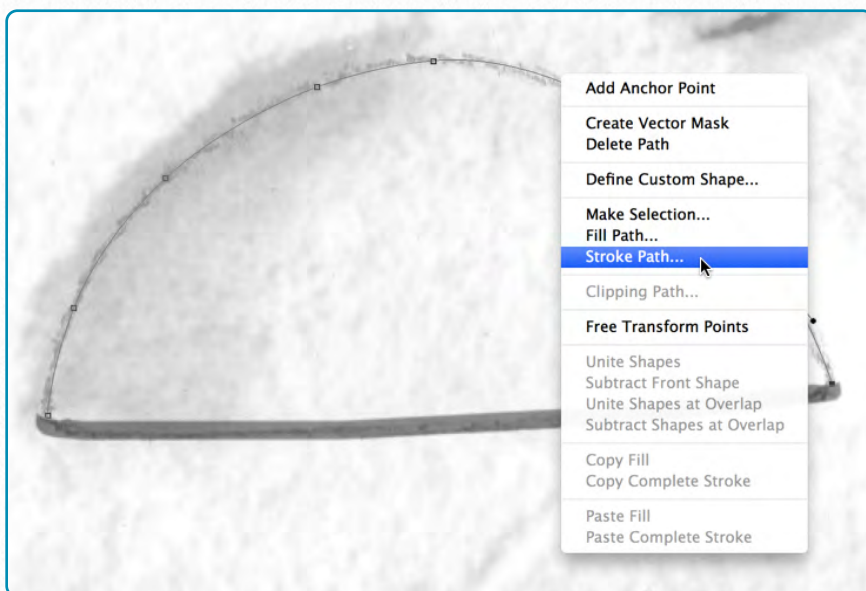 Add Anchor Point
Create Vector Mask
Delete Path
Define Custom Shape...
Make Selection...
Fill Path...
Stroke Path...
Clipping Path...
Free Transform Points
Unite Shapes
Subtract Front Shape
Unite Shapes at Overlap
Subtract Shapes at Overlap
Copy Fill
Copy Complete Stroke
Paste Fill
Paste Complete Stroke